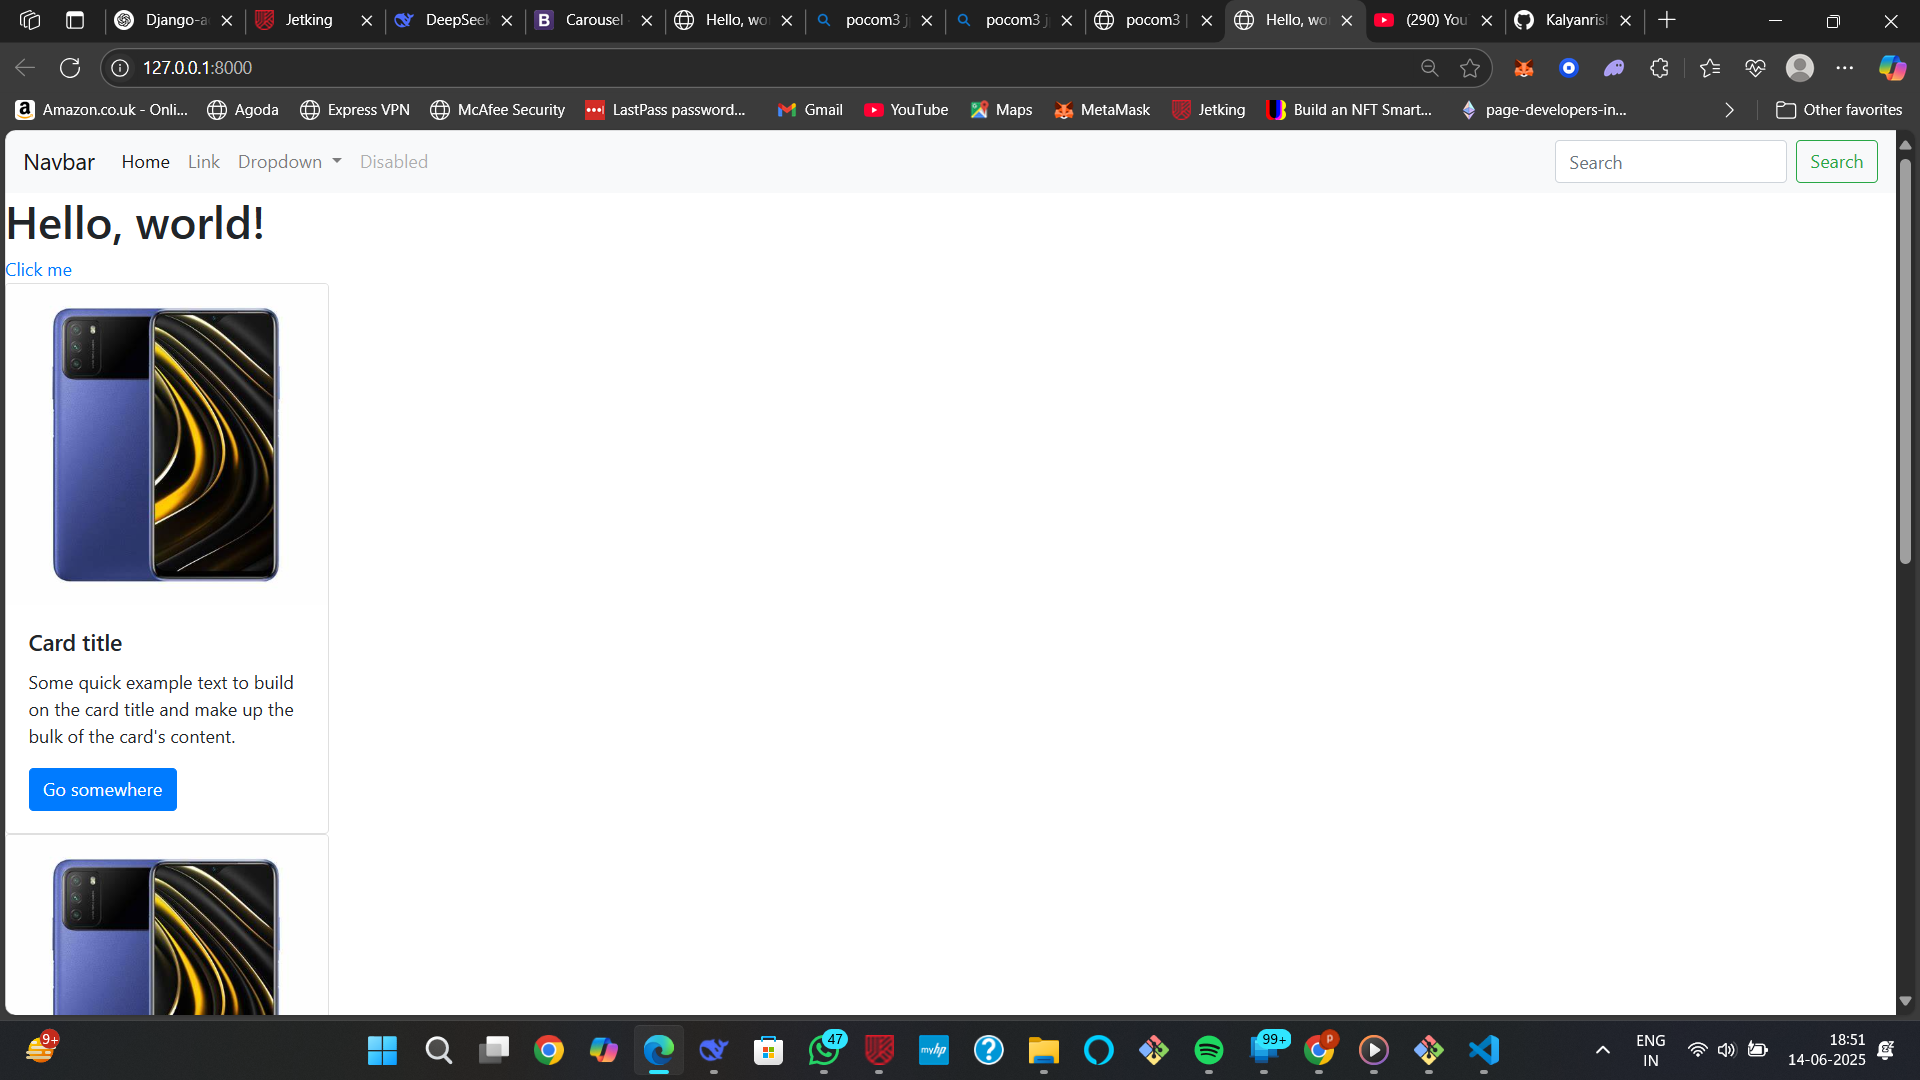 Django-a
Jetking
DeepSeek
Carousel
Hello, wo
pocom3 j
pocom3 j
pocom3 |
Hello, wo
(290) You
Kalyanris
127.0.0.1:8000
Amazon.co.uk - Onli...
Agoda
Express VPN
McAfee Security
LastPass password...
Gmail
YouTube
Maps
MetaMask
Jetking
Build an NFT Smart...
page-developers-in...
Other favorites
Navbar
Home
Link
Dropdown
Disabled
Search
Search
Hello, world!
Click me
Card title
Some quick example text to build
on the card title and make up the
bulk of the card's content.
Go somewhere
9+
47
myhp
99+
P
ENG
IN
18:51
14-06-2025